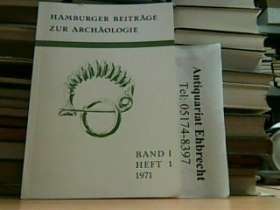 HAMBURGER BEITRÄGE
ZUR ARCHÄOLOGIE
BAND I
HEFT 1
1971
Antiquariat Ehbrecht
Tel: 05174-8397